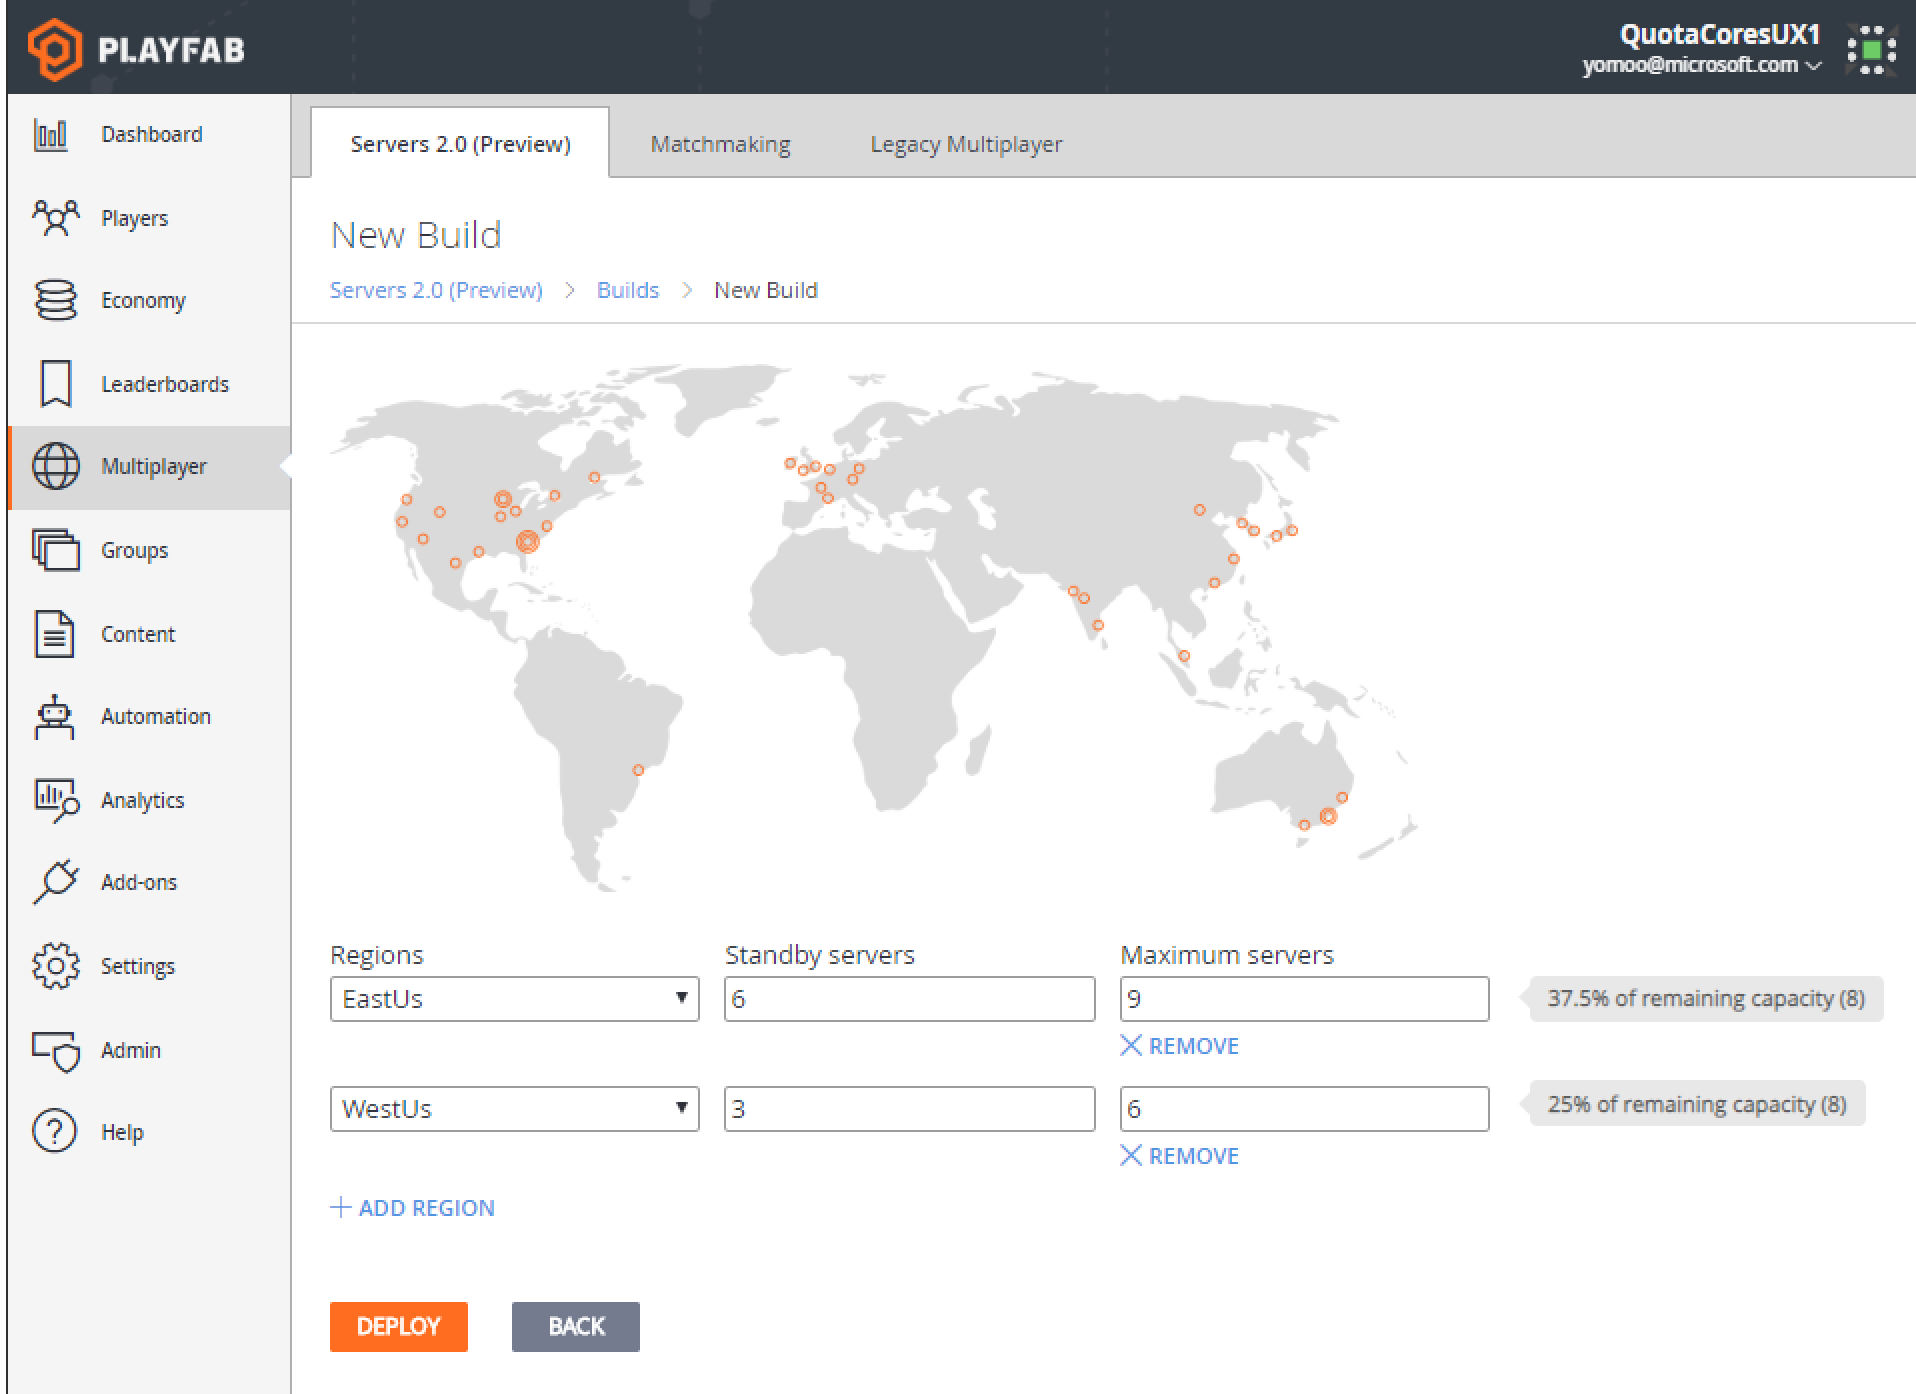 PLAYFAB
QuotaCoresUX1
yomoo@microsoft.com
Dashboard
Players
Economy
Leaderboards
Multiplayer
Groups
Content
Automation
Analytics
Add-ons
Settings
Admin
Help
Servers 2.0 (Preview) Matchmaking Legacy Multiplayer
New Build
Servers 2.0 (Preview) > Builds > New Build
Regions Standby servers Maximum servers
EastUs 6 9 37.5% of remaining capacity (8)
REMOVE
WestUs 3 6 25% of remaining capacity (8)
REMOVE
ADD REGION
DEPLOY BACK